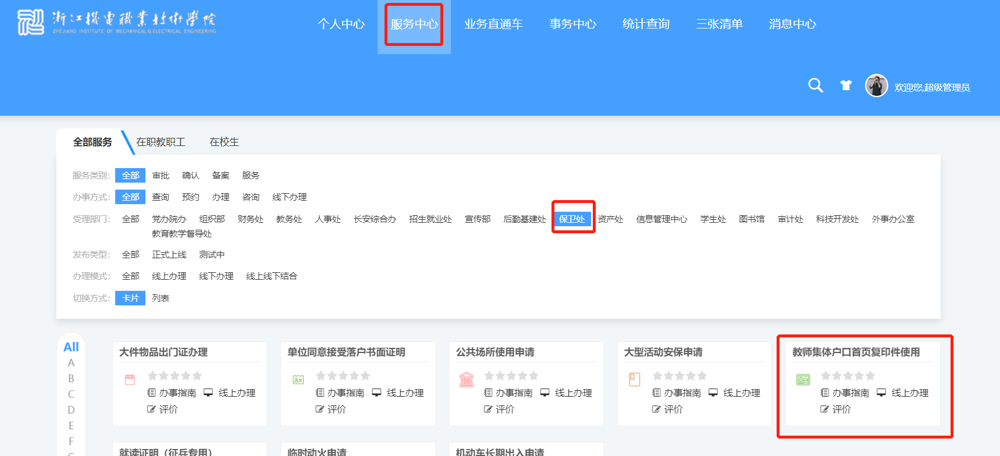 浙江機電職業技術學院
ZHEJIANG INSTITUTE OF MECHANICAL & ELECTRICAL ENGINEERING
个人中心 服务中心 业务直通车 事务中心 统计查询 三张清单 消息中心
欢迎您,超级管理员
全部服务 在职教职工 在校生
服务类别: 全部 审批 确认 备案 服务
办事方式: 全部 查询 预约 办理 咨询 线下办理
受理部门: 全部 党办院办 组织部 财务处 教务处 人事处 长安综合办 招生就业处 宣传部 后勤基建处 保卫处 资产处 信息管理中心 学生处 图书馆 审计处 科技开发处 外事办公室
教育教学督导处
发布类型: 全部 正式上线 测试中
办理模式: 全部 线上办理 线下办理 线上线下结合
切换方式: 卡片 列表
All
A
B
C
D
E
F
大件物品出门证办理
办事指南 线上办理
评价
单位同意接受落户书面证明
办事指南 线上办理
评价
公共场所使用申请
办事指南 线上办理
评价
大型活动安保申请
办事指南 线上办理
评价
教师集体户口首页复印件使用
办事指南 线上办理
评价
就读证明（征兵专用）
临时动火申请
机动车长期出入申请